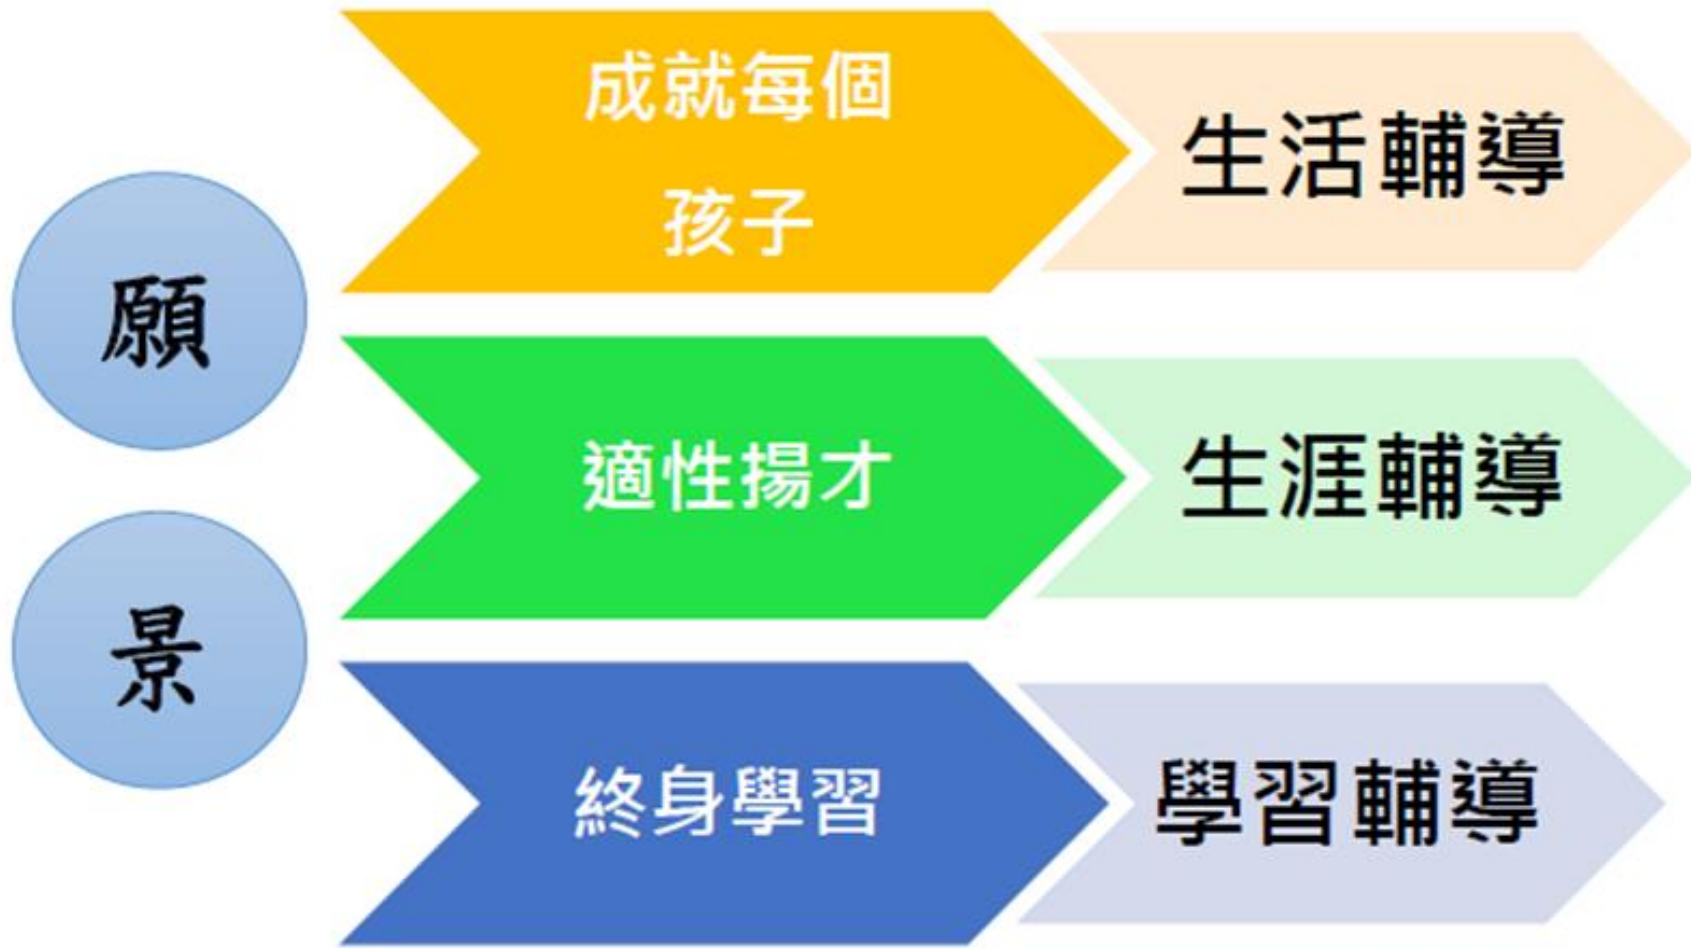 願
景
成就每個
孩子
生活輔導
適性揚才
生涯輔導
終身學習
學習輔導